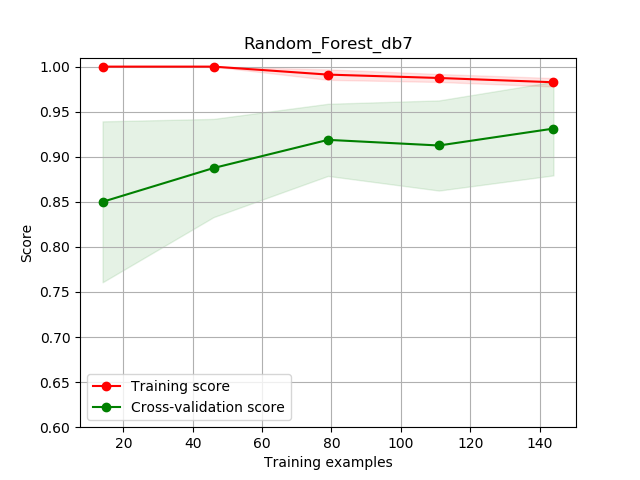 Random_Forest_db7
1.00
0.95
0.90
0.85
0.80
0.75
0.70
0.65
0.60
Score
Training score
Cross-validation score
20 40 60 80 100 120 140
Training examples